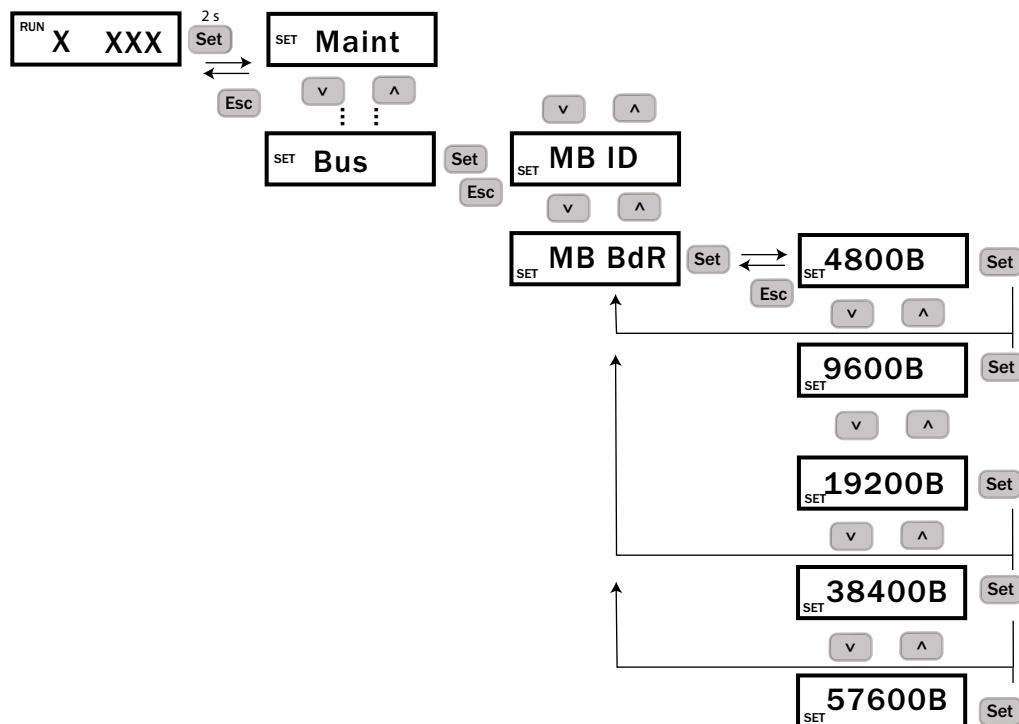 2 s
RUN X XXX Set SET Maint
Esc v ^
SET Bus Set v ^
Esc SET MB ID
v ^
SET MB BdR Set SET 4800B Set
Esc v ^
SET 9600B Set
v ^
SET 19200B Set
v ^
SET 38400B Set
v ^
SET 57600B Set